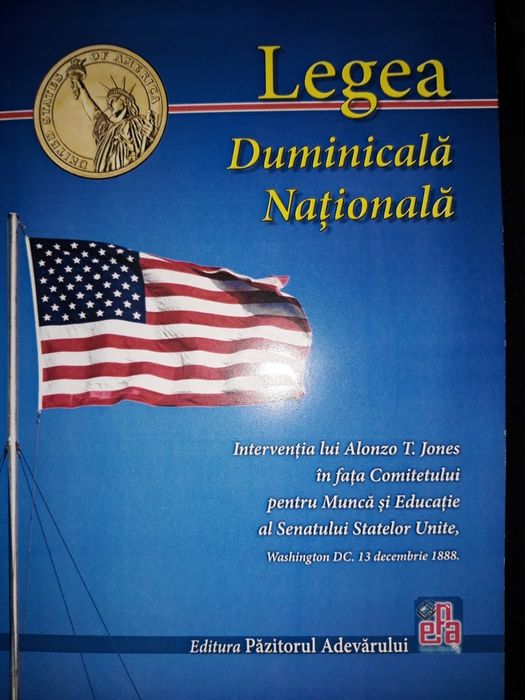 UNITED STATES OF AMERICA
Legea
Duminicală
Națională
Intervenția lui Alonzo T. Jones
în fața Comitetului
pentru Muncă și Educație
al Senatului Statelor Unite,
Washington DC. 13 decembrie 1888.
epa
Editura Păzitorul Adevărului